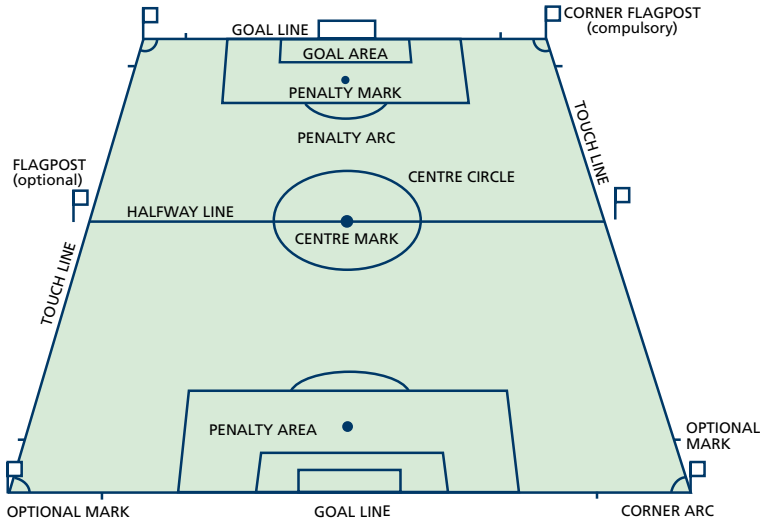 GOAL LINE
CORNER FLAGPOST
(compulsory)
GOAL AREA
PENALTY MARK
PENALTY ARC
TOUCH LINE
FLAGPOST
(optional)
CENTRE CIRCLE
HALFWAY LINE
CENTRE MARK
TOUCH LINE
PENALTY AREA
OPTIONAL
MARK
OPTIONAL MARK
GOAL LINE
CORNER ARC